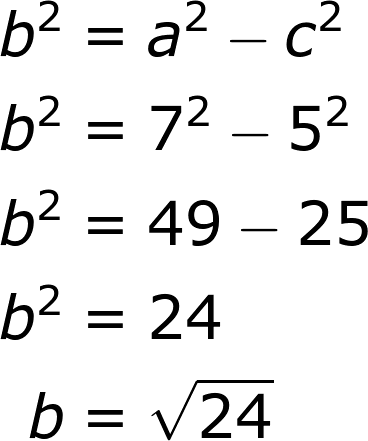 b² = a² − c²
b² = 7² − 5²
b² = 49 − 25
b² = 24
b = √24